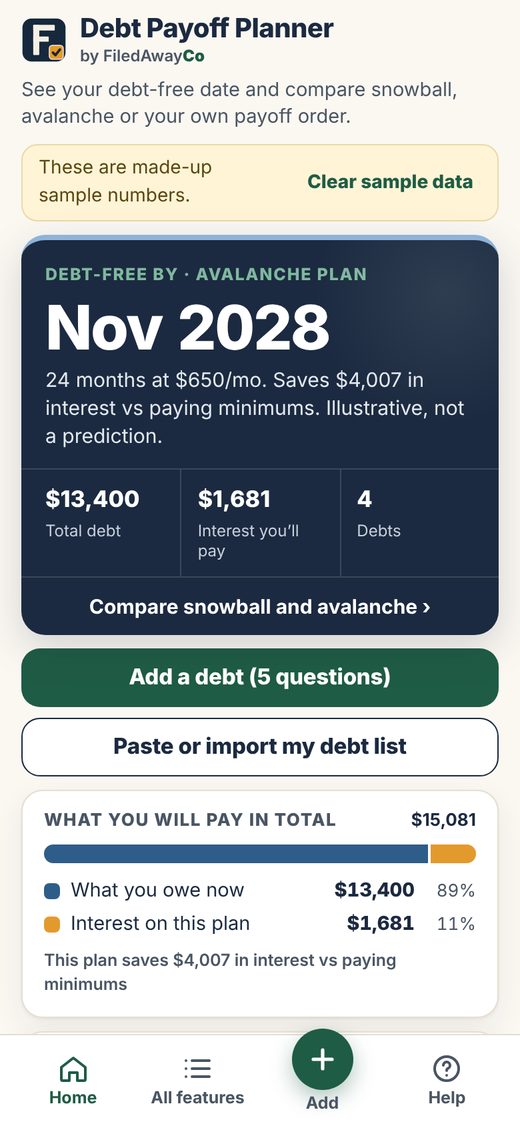 Debt Payoff Planner
by FiledAwayCo
See your debt-free date and compare snowball,
avalanche or your own payoff order.
These are made-up
sample numbers.
Clear sample data
DEBT-FREE BY · AVALANCHE PLAN
Nov 2028
24 months at $650/mo. Saves $4,007 in
interest vs paying minimums. Illustrative, not
a prediction.
$13,400
Total debt
$1,681
Interest you’ll
pay
4
Debts
Compare snowball and avalanche ›
Add a debt (5 questions)
Paste or import my debt list
WHAT YOU WILL PAY IN TOTAL $15,081
What you owe now $13,400 89%
Interest on this plan $1,681 11%
This plan saves $4,007 in interest vs paying
minimums
Home
All features
Add
Help